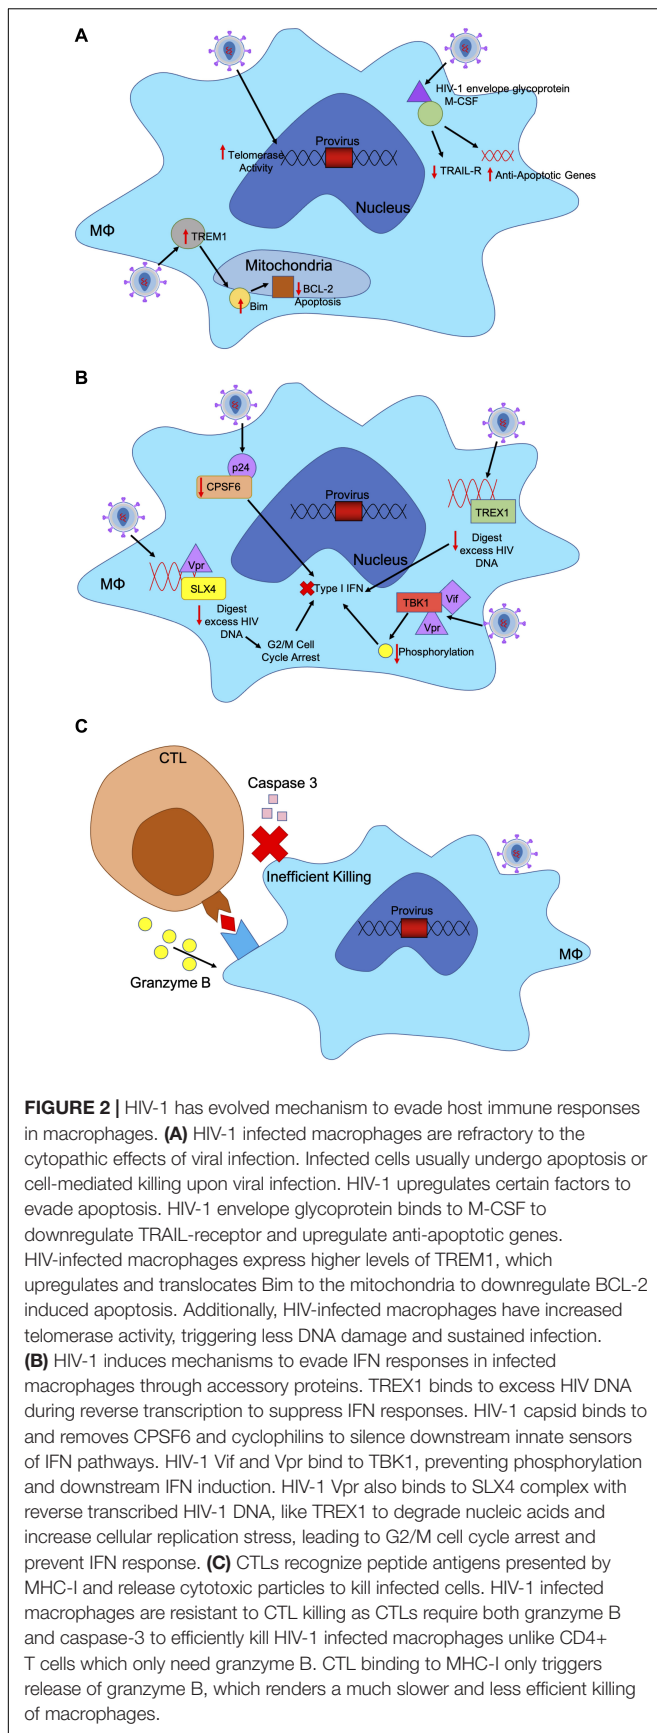 A
HIV-1 envelope glycoprotein
M-CSF
Provirus
Telomerase
Activity
TRAIL-R
Anti-Apoptotic Genes
Nucleus
MΦ
TREM1
Mitochondria
BCL-2
Apoptosis
Bim
B
p24
CPSF6
Provirus
TREX1
Digest
excess HIV
DNA
Nucleus
Vpr
SLX4
MΦ
Type I IFN
TBK1
Vif
Vpr
Digest
excess HIV
DNA
G2/M Cell
Cycle Arrest
Phosphorylation
C
CTL
Caspase 3
Inefficient Killing
Provirus
MΦ
Granzyme B
FIGURE 2 | HIV-1 has evolved mechanism to evade host immune responses
in macrophages. (A) HIV-1 infected macrophages are refractory to the
cytopathic effects of viral infection. Infected cells usually undergo apoptosis or
cell-mediated killing upon viral infection. HIV-1 upregulates certain factors to
evade apoptosis. HIV-1 envelope glycoprotein binds to M-CSF to
downregulate TRAIL-receptor and upregulate anti-apoptotic genes.
HIV-infected macrophages express higher levels of TREM1, which
upregulates and translocates Bim to the mitochondria to downregulate BCL-2
induced apoptosis. Additionally, HIV-infected macrophages have increased
telomerase activity, triggering less DNA damage and sustained infection.
(B) HIV-1 induces mechanisms to evade IFN responses in infected
macrophages through accessory proteins. TREX1 binds to excess HIV DNA
during reverse transcription to suppress IFN responses. HIV-1 capsid binds to
and removes CPSF6 and cyclophilins to silence downstream innate sensors
of IFN pathways. HIV-1 Vif and Vpr bind to TBK1, preventing phosphorylation
and downstream IFN induction. HIV-1 Vpr also binds to SLX4 complex with
reverse transcribed HIV-1 DNA, like TREX1 to degrade nucleic acids and
increase cellular replication stress, leading to G2/M cell cycle arrest and
prevent IFN response. (C) CTLs recognize peptide antigens presented by
MHC-I and release cytotoxic particles to kill infected cells. HIV-1 infected
macrophages are resistant to CTL killing as CTLs require both granzyme B
and caspase-3 to efficiently kill HIV-1 infected macrophages unlike CD4+
T cells which only need granzyme B. CTL binding to MHC-I only triggers
release of granzyme B, which renders a much slower and less efficient killing
of macrophages.